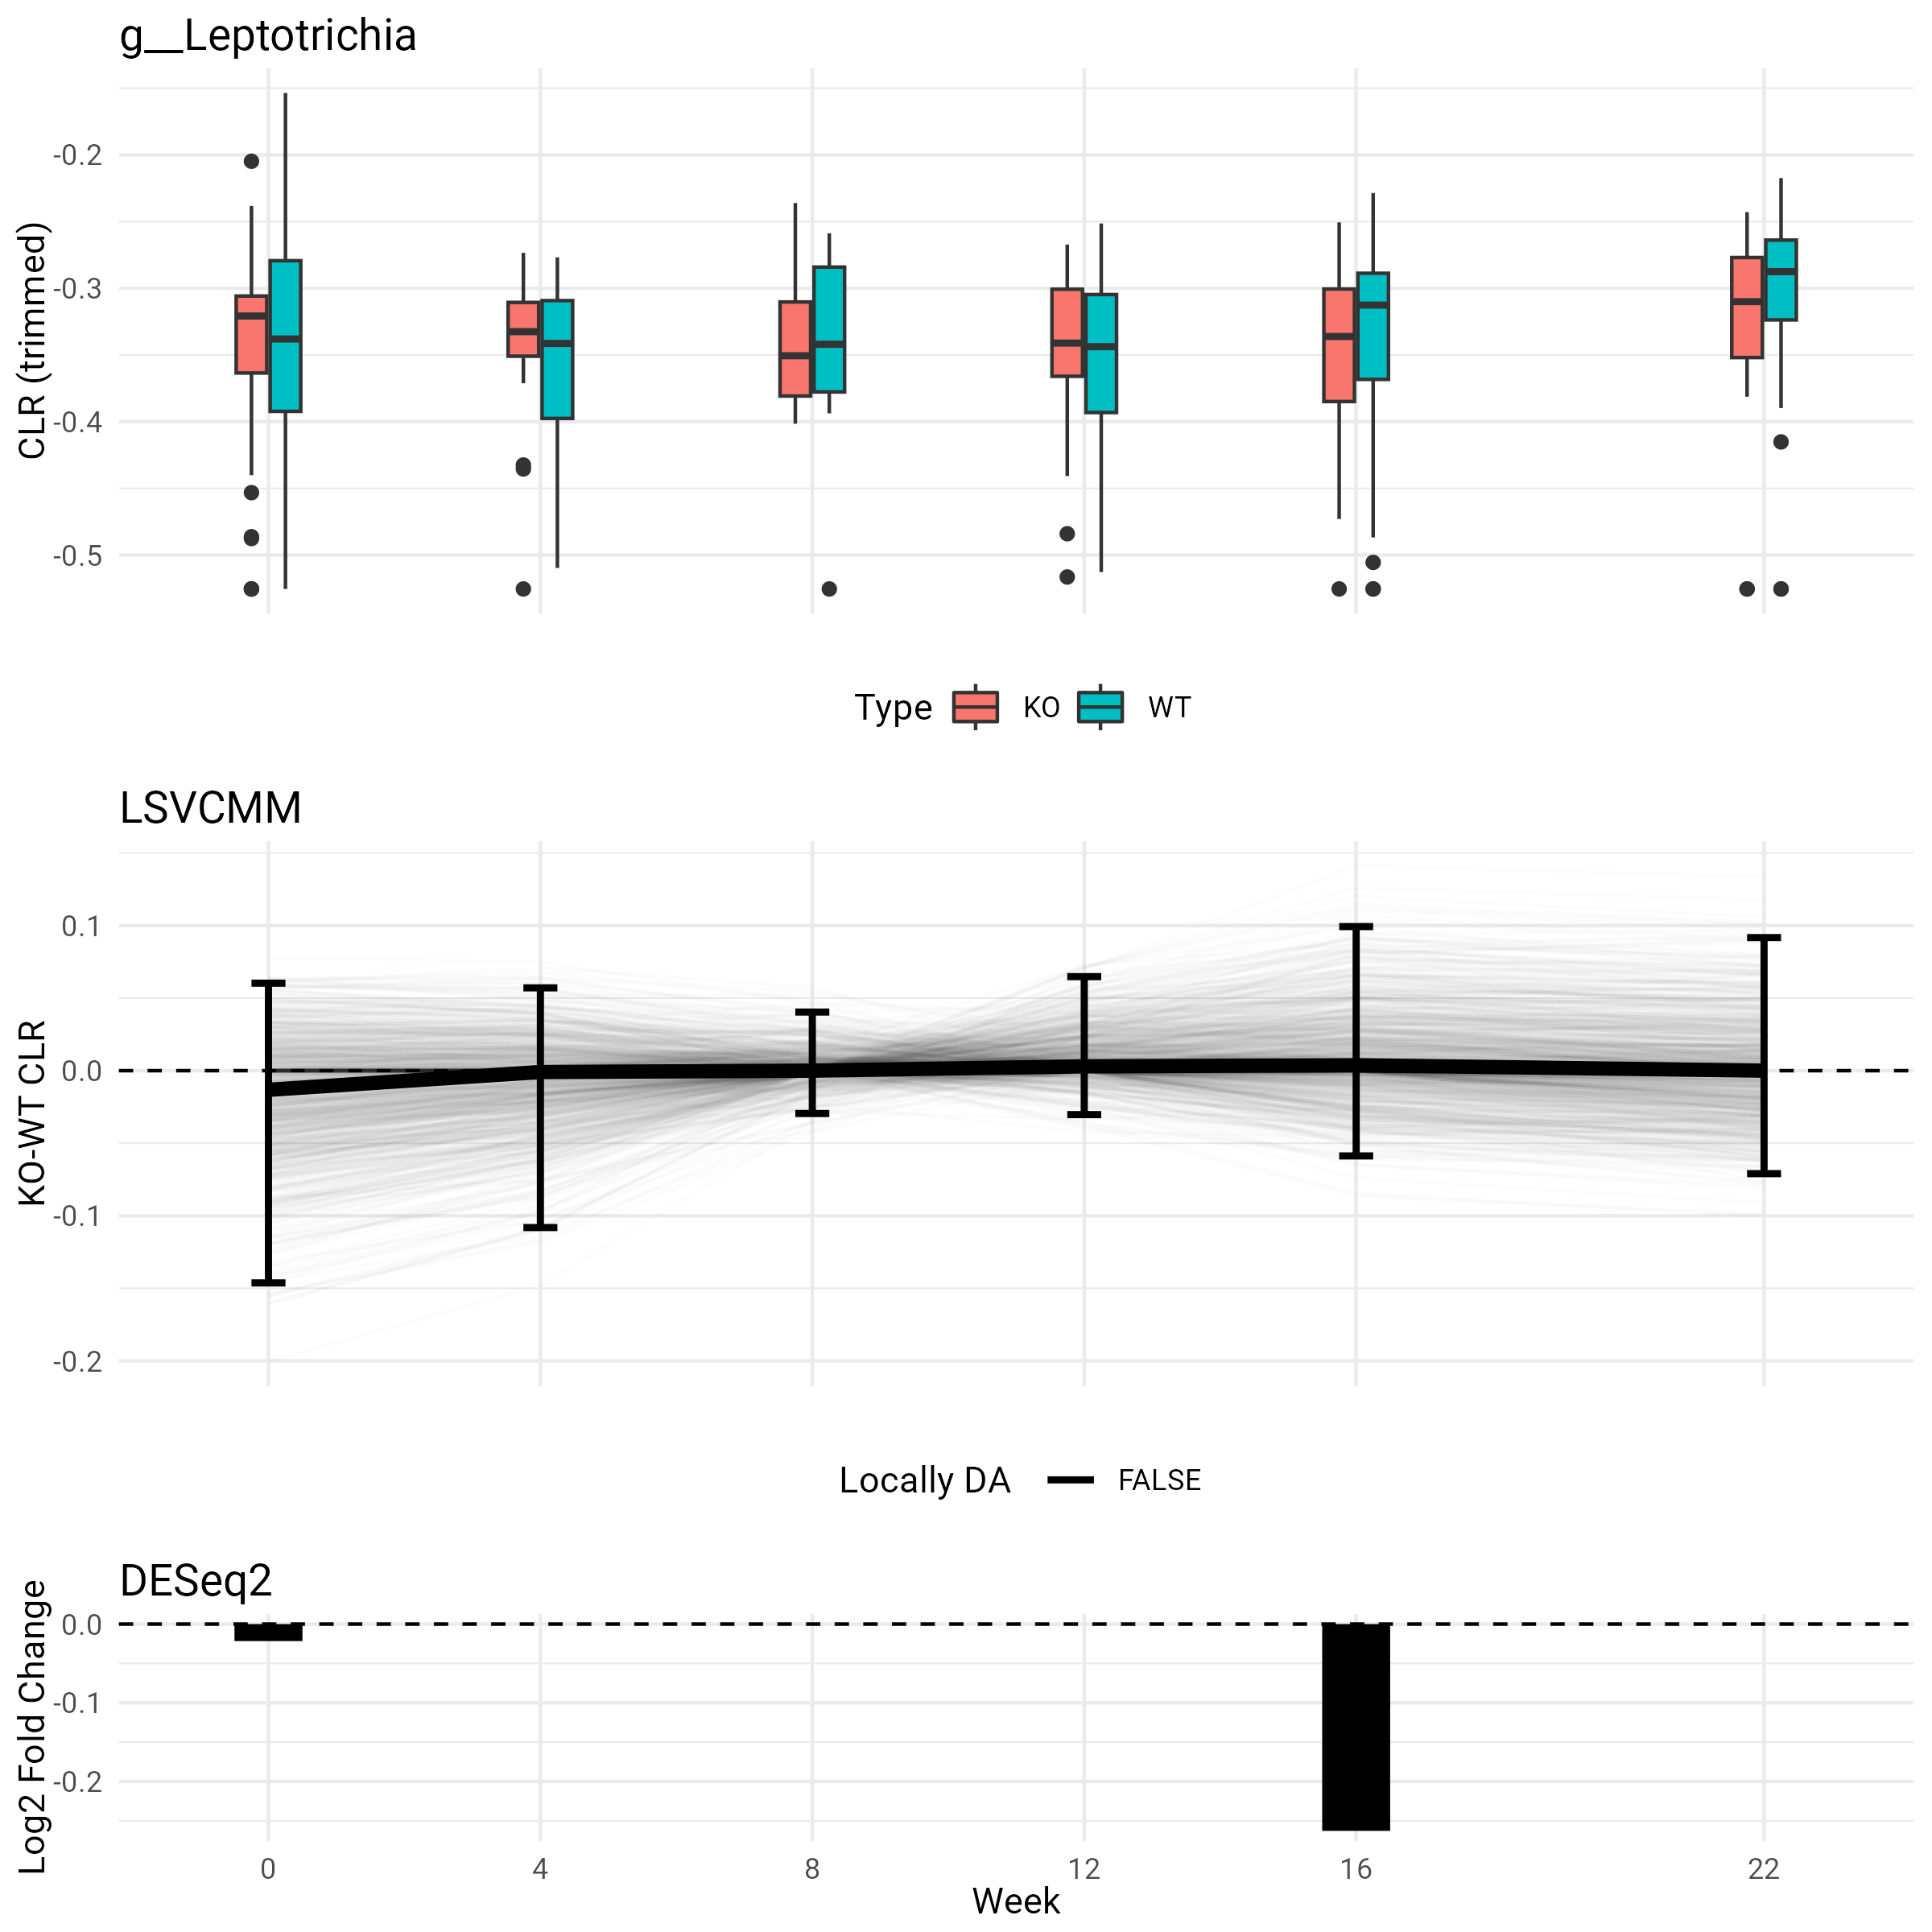 g__Leptotrichia
CLR (trimmed)
-0.2
-0.3
-0.4
-0.5
Type KO WT
LSVCMM
KO-WT CLR
0.1
0.0
-0.1
-0.2
Locally DA FALSE
DESeq2
Log2 Fold Change
0.0
-0.1
-0.2
0 4 8 12 16 22
Week